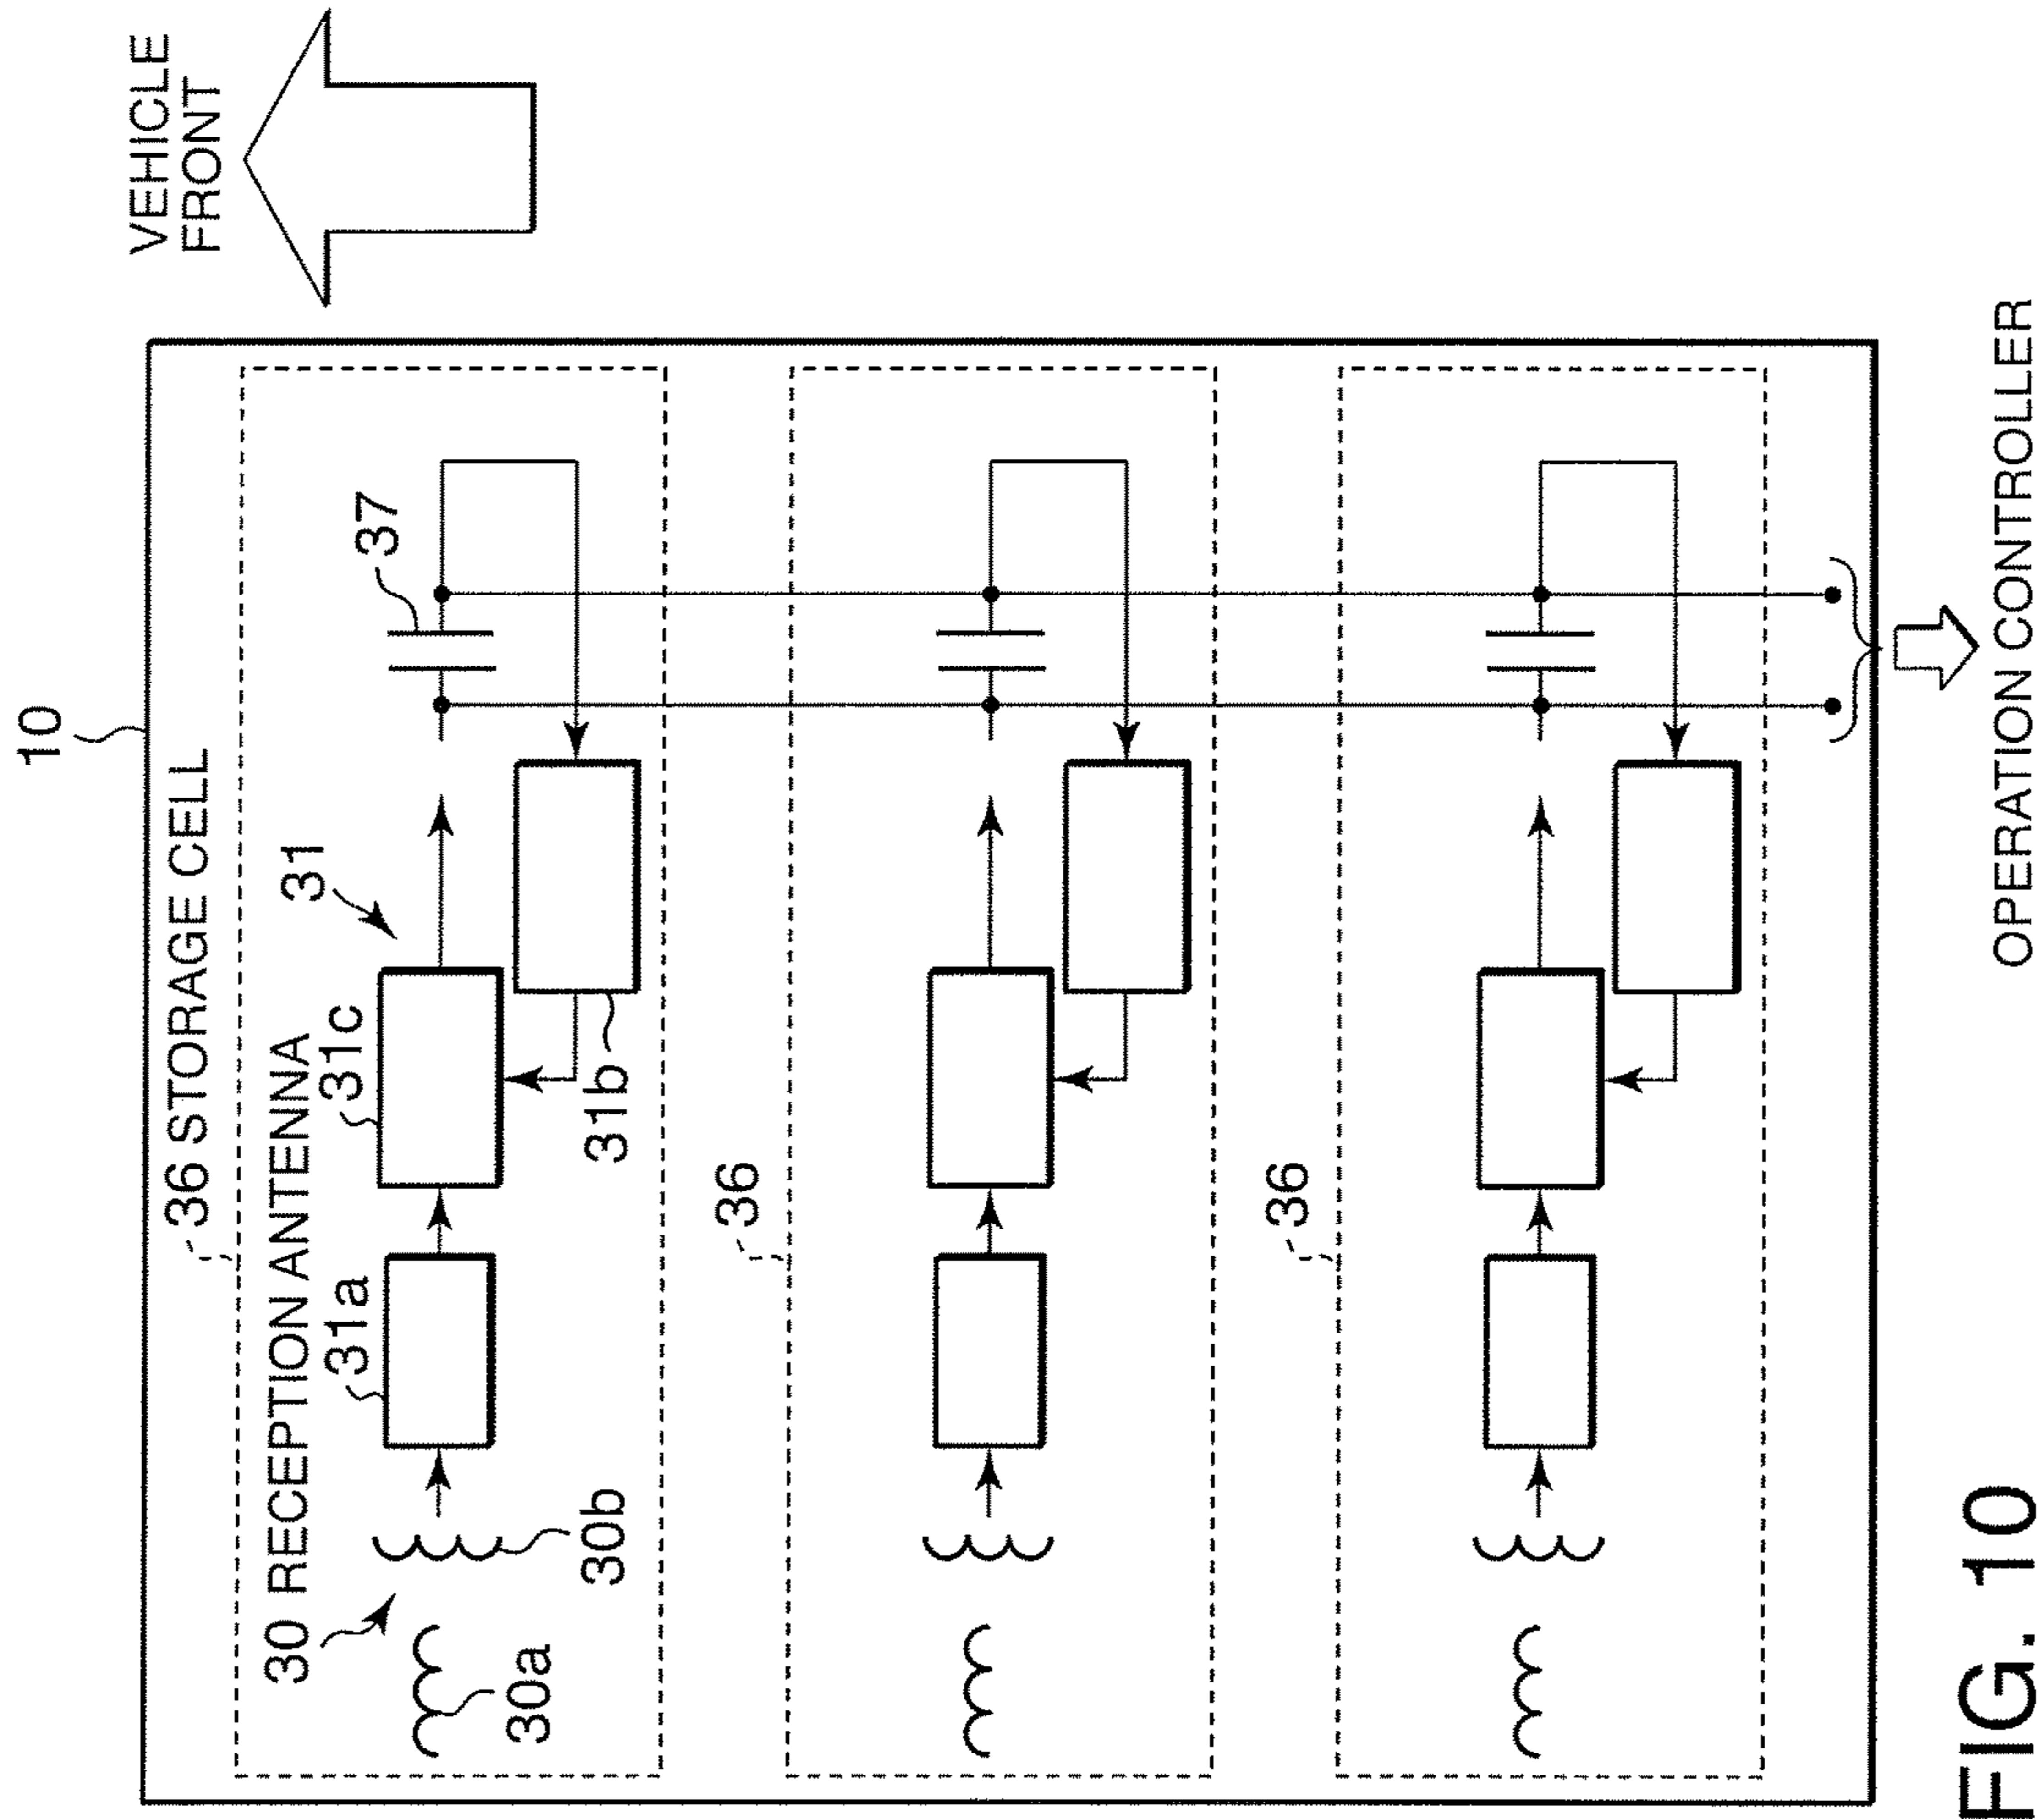 VEHICLE
FRONT
10
36 STORAGE CELL
30 RECEPTION ANTENNA
31
37
31a
31c
30a
30b
31b
36
36
OPERATION CONTROLLER
FIG. 10